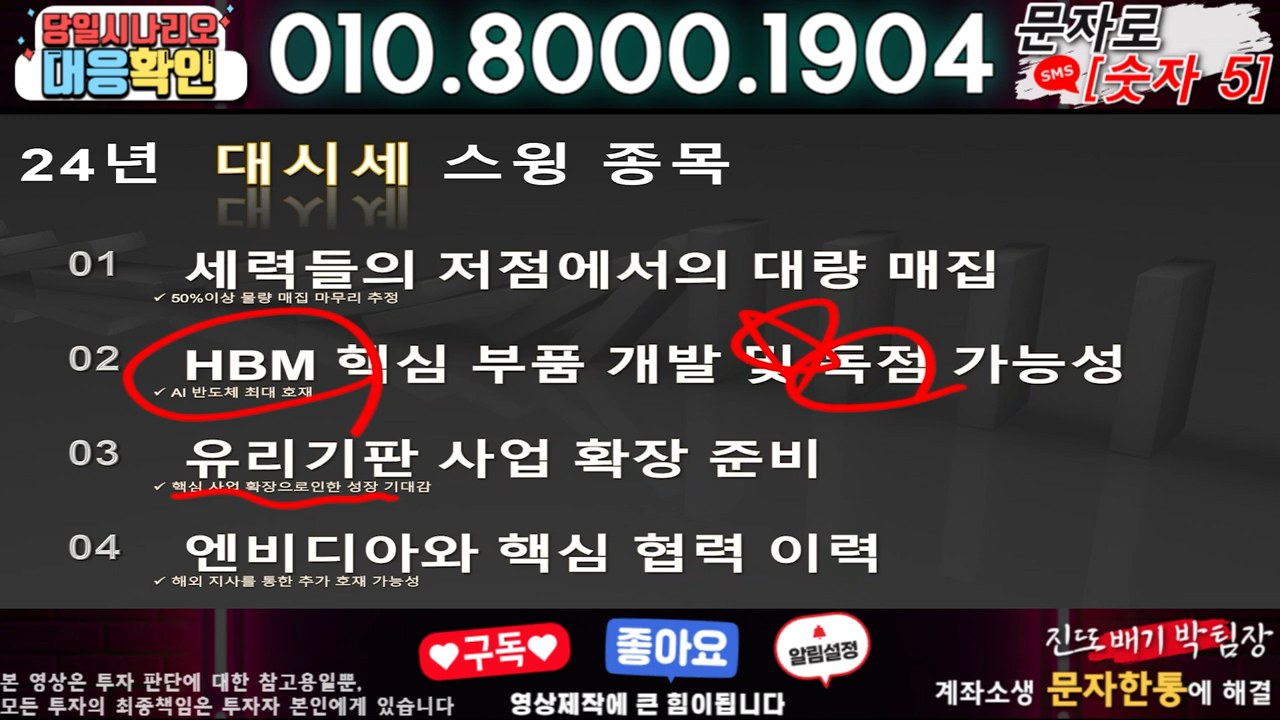 당일시나리오
대응확인
010.8000.1904
문자로
SMS
[숫자 5]
24년 대시세 스윙 종목
01 세력들의 저점에서의 대량 매집
✓ 50%이상 물량 매집 마무리 추정
02 HBM 핵심 부품 개발 및 독점 가능성
✓ AI 반도체 최대 호재
03 유리기판 사업 확장 준비
✓ 핵심 사업 확장으로인한 성장 기대감
04 엔비디아와 핵심 협력 이력
✓ 해외 지사를 통한 추가 호재 가능성
구독
좋아요
알림설정
영상제작에 큰 힘이됩니다
본 영상은 투자 판단에 대한 참고용일뿐,
모든 투자의 최종책임은 투자자 본인에게 있습니다
진또배기 박팀장
계좌소생 문자한통에 해결